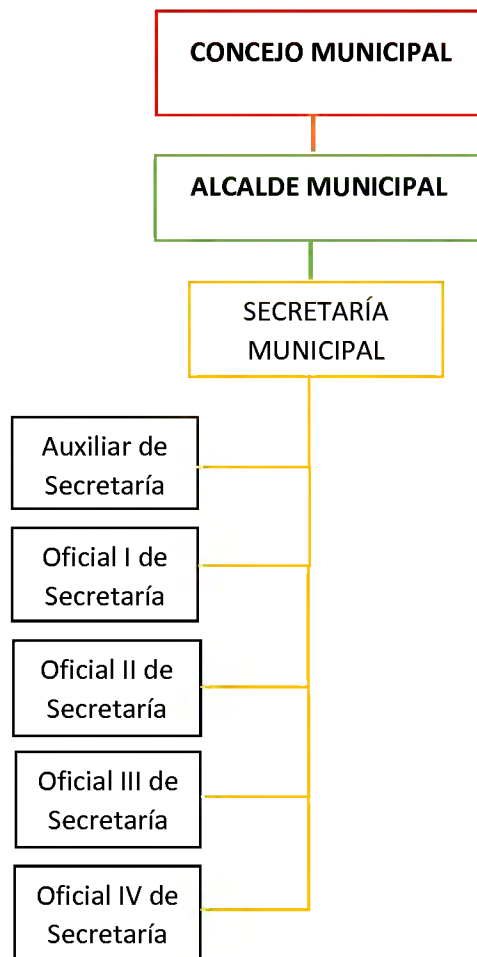 CONCEJO MUNICIPAL
ALCALDE MUNICIPAL
SECRETARÍA
MUNICIPAL
Auxiliar de
Secretaría
Oficial I de
Secretaría
Oficial II de
Secretaría
Oficial III de
Secretaría
Oficial IV de
Secretaría